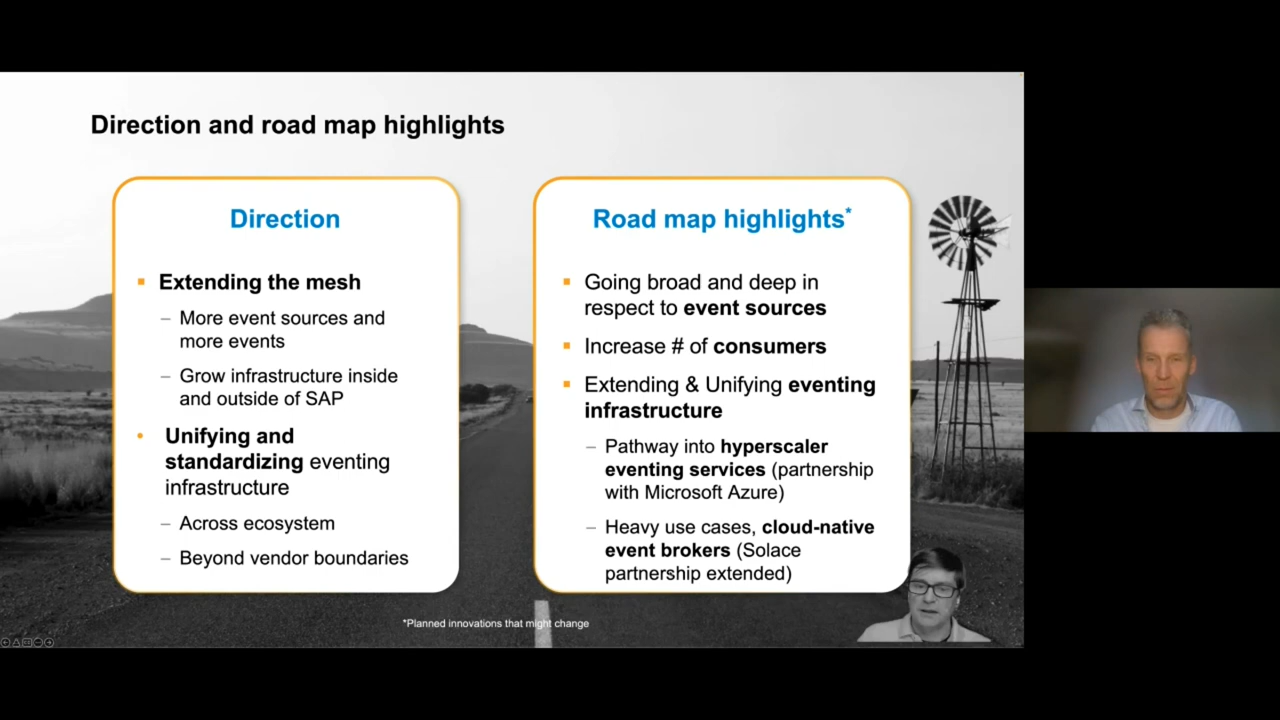 Direction and road map highlights
Direction
Extending the mesh
– More event sources and
more events
– Grow infrastructure inside
and outside of SAP
Unifying and
standardizing eventing
infrastructure
– Across ecosystem
– Beyond vendor boundaries
Road map highlights*
Going broad and deep in
respect to event sources
Increase # of consumers
Extending & Unifying eventing
infrastructure
– Pathway into hyperscaler
eventing services (partnership
with Microsoft Azure)
– Heavy use cases, cloud-native
event brokers (Solace
partnership extended)
*Planned innovations that might change